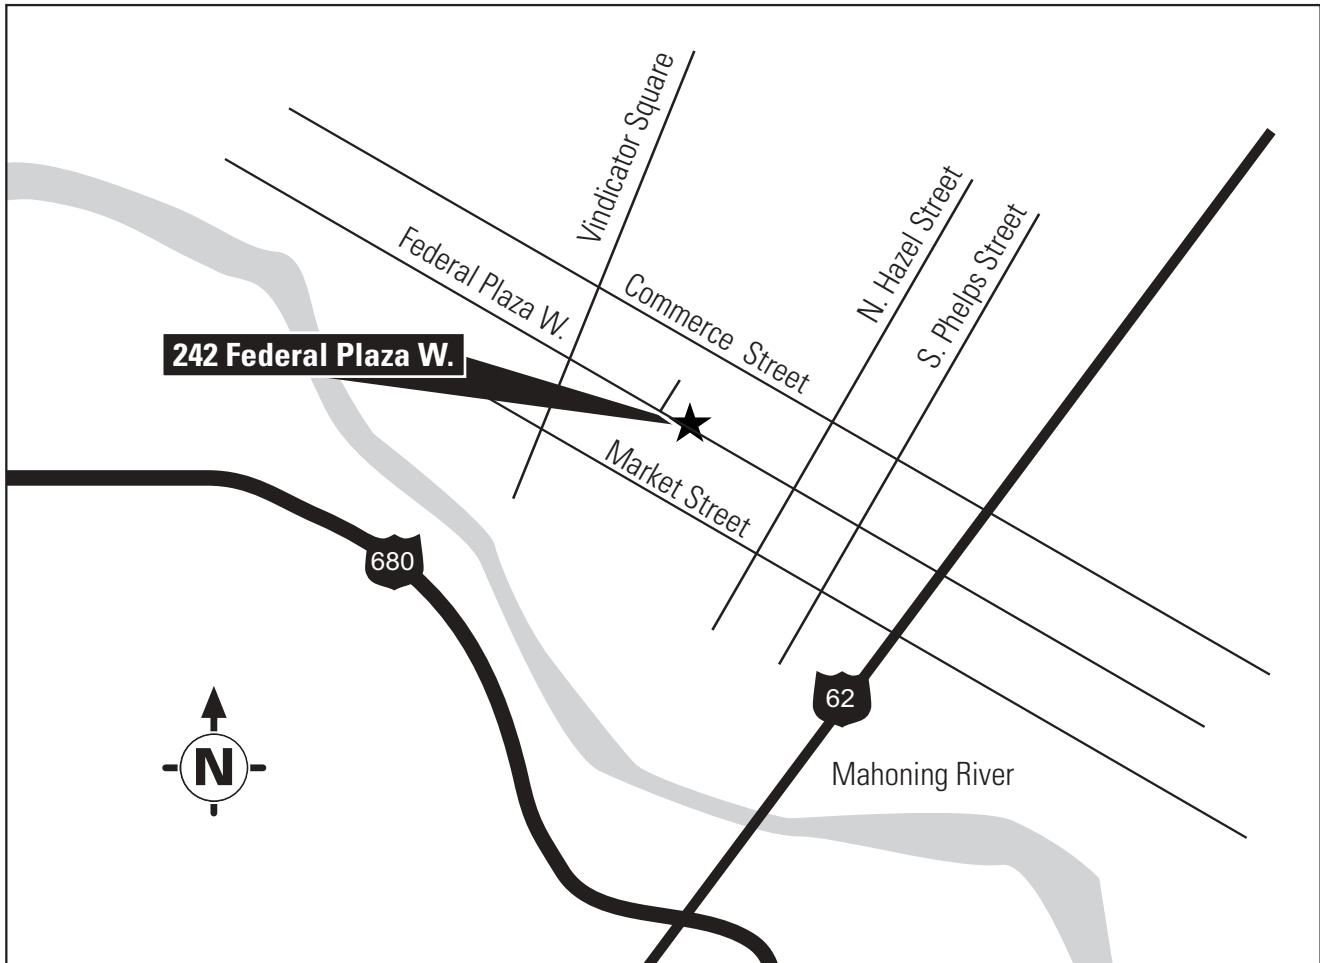 Vindicator Square
N. Hazel Street
S. Phelps Street
Federal Plaza W.
Commerce Street
242 Federal Plaza W.
Market Street
680
62
N
Mahoning River